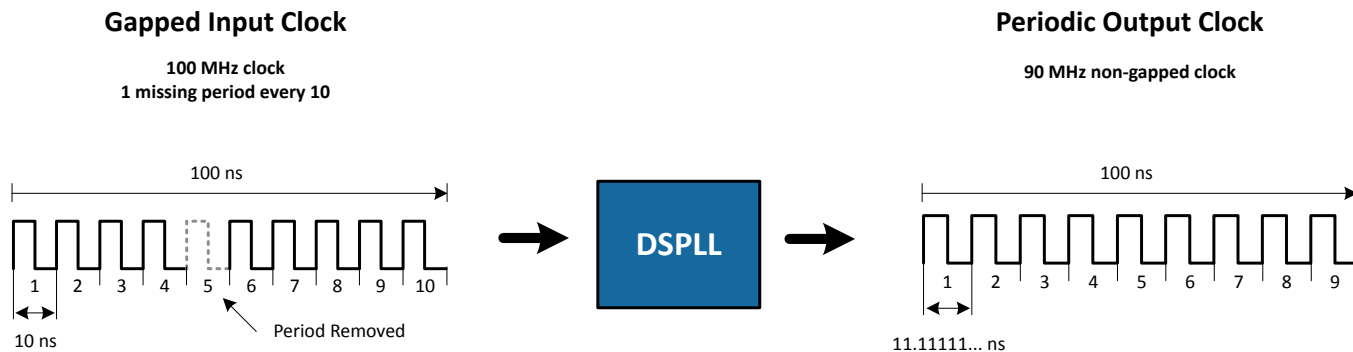 Gapped Input Clock
100 MHz clock
1 missing period every 10
100 ns
1 2 3 4 5 6 7 8 9 10
10 ns
Period Removed
DSPLL
Periodic Output Clock
90 MHz non-gapped clock
100 ns
1 2 3 4 5 6 7 8 9
11.11111... ns